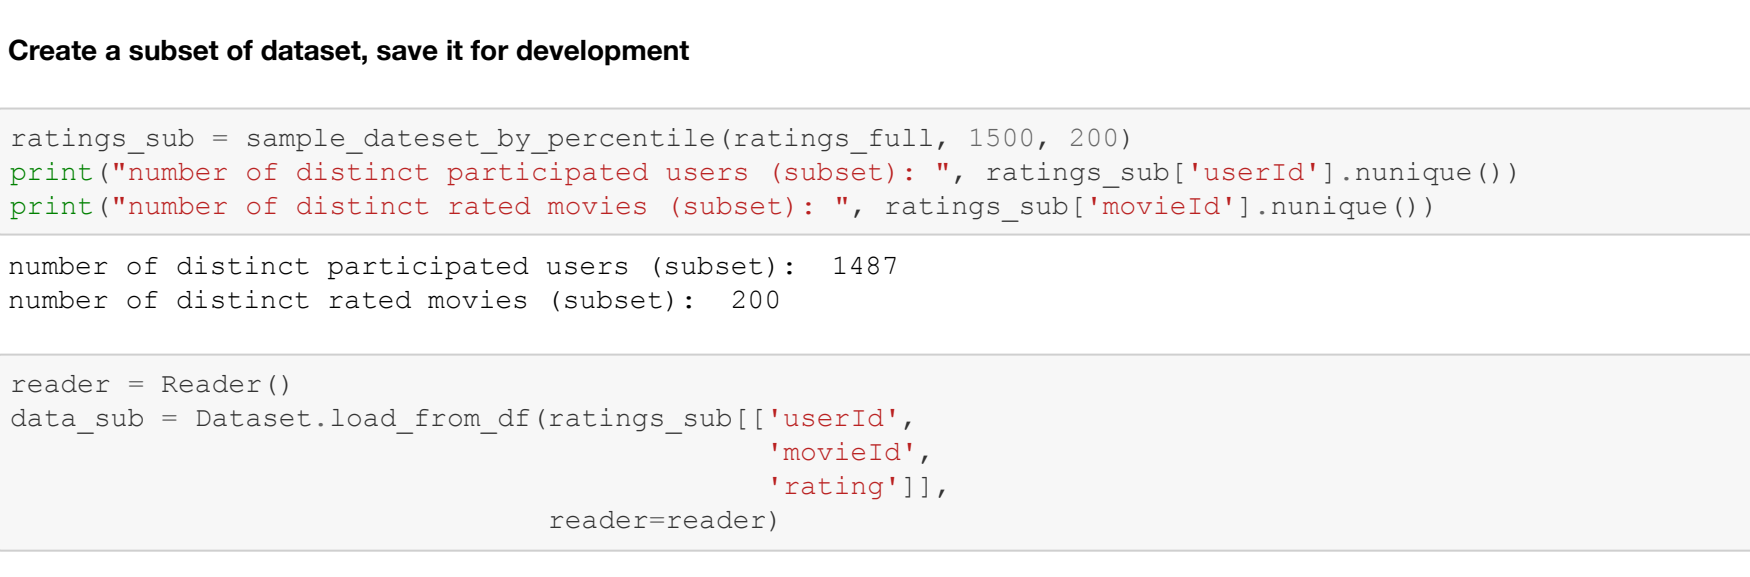 Create a subset of dataset, save it for development
ratings_sub = sample_dateset_by_percentile(ratings_full, 1500, 200)
print("number of distinct participated users (subset): ", ratings_sub['userId'].nunique())
print("number of distinct rated movies (subset): ", ratings_sub['movieId'].nunique())
number of distinct participated users (subset):  1487
number of distinct rated movies (subset):  200
reader = Reader()
data_sub = Dataset.load_from_df(ratings_sub[['userId',
                                             'movieId',
                                             'rating']],
                                reader=reader)